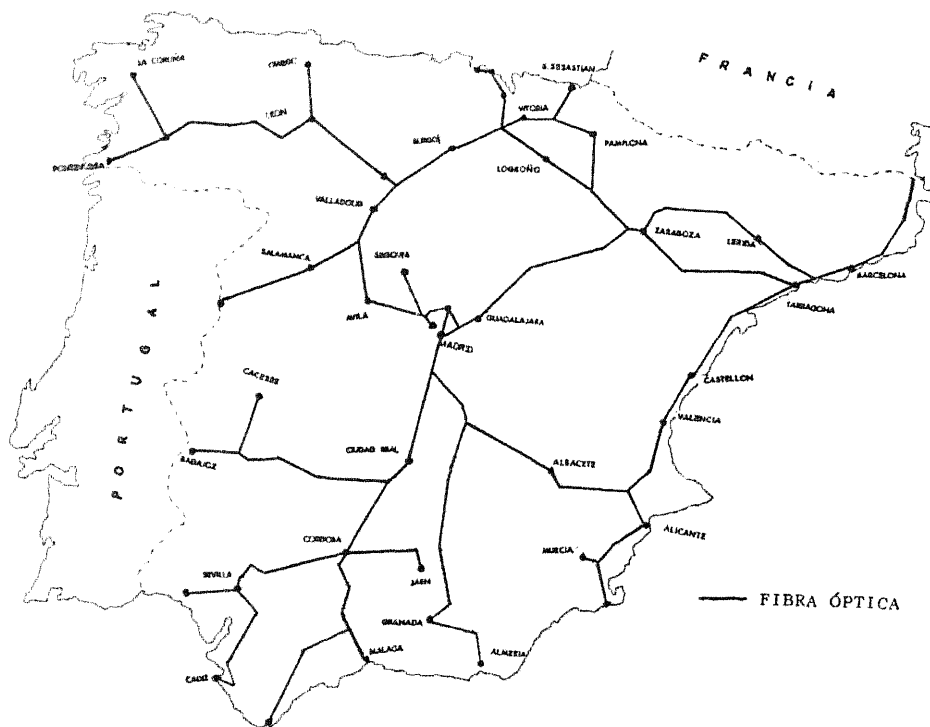 FRANCIA
LA CORUÑA
OVIEDO
S. SEBASTIAN
VITORIA
LEON
BURGOS
PAMPLONA
PONTEVEDRA
LOGROÑO
VALLADOLID
ZARAGOZA
LERIDA
SALAMANCA
SEGOVIA
BARCELONA
TARRAGONA
AVILA
GUADALAJARA
MADRID
PORTUGAL
CACERES
CASTELLON
VALENCIA
CIUDAD REAL
BADAJOZ
ALBACETE
ALICANTE
CORDOBA
MURCIA
SEVILLA
JAEN
FIBRA ÓPTICA
GRANADA
MALAGA
ALMERIA
CADIZ